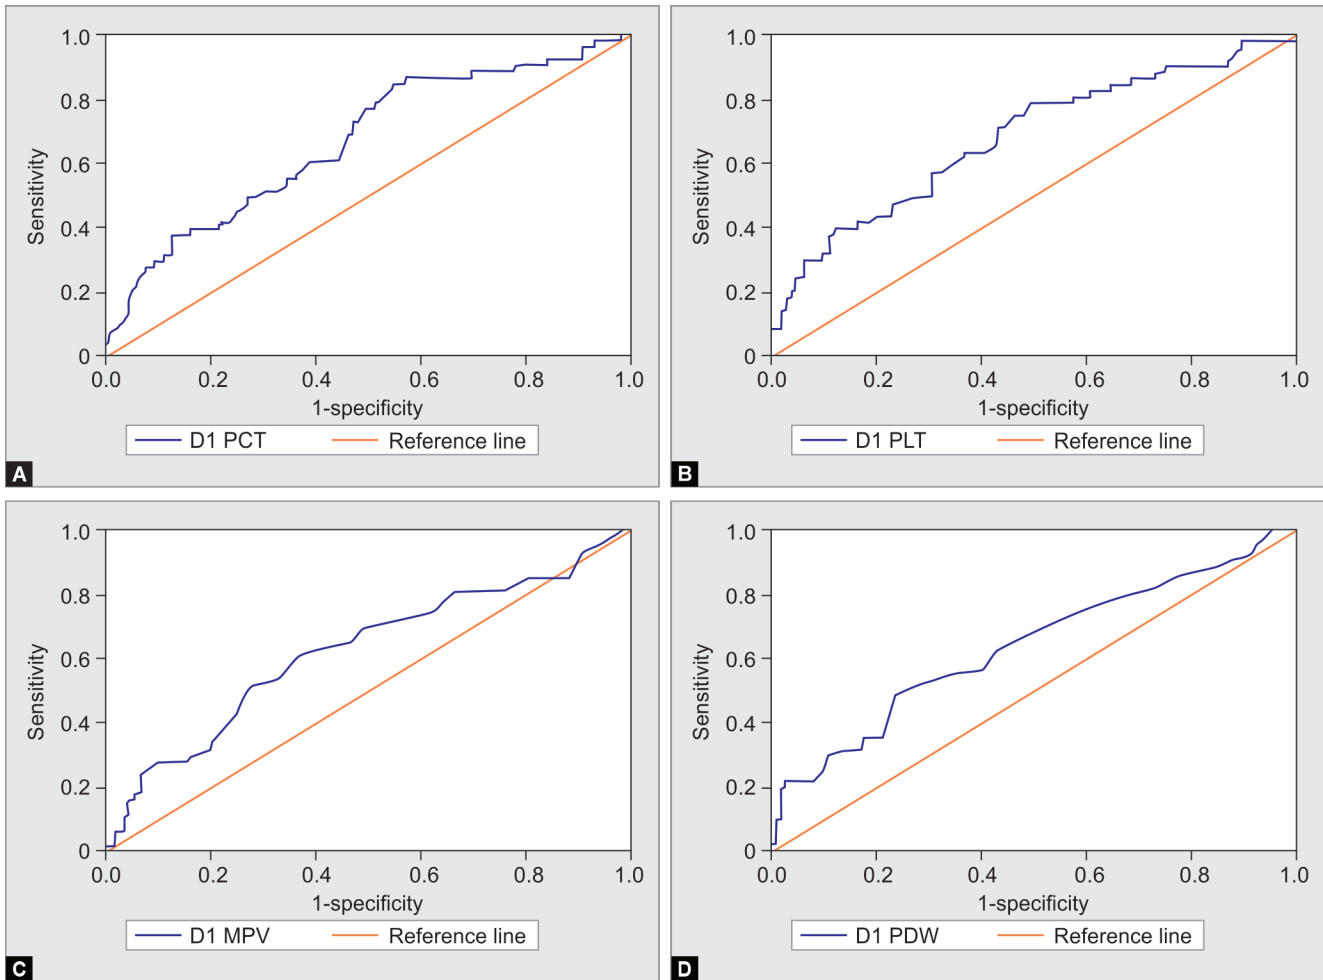 1.0
0.8
0.6
0.4
0.2
0
Sensitivity
0.0 0.2 0.4 0.6 0.8 1.0
1-specificity
D1 PCT Reference line
A
1.0
0.8
0.6
0.4
0.2
0
Sensitivity
0.0 0.2 0.4 0.6 0.8 1.0
1-specificity
D1 PLT Reference line
B
1.0
0.8
0.6
0.4
0.2
0
Sensitivity
0.0 0.2 0.4 0.6 0.8 1.0
1-specificity
D1 MPV Reference line
C
1.0
0.8
0.6
0.4
0.2
0
Sensitivity
0.0 0.2 0.4 0.6 0.8 1.0
1-specificity
D1 PDW Reference line
D